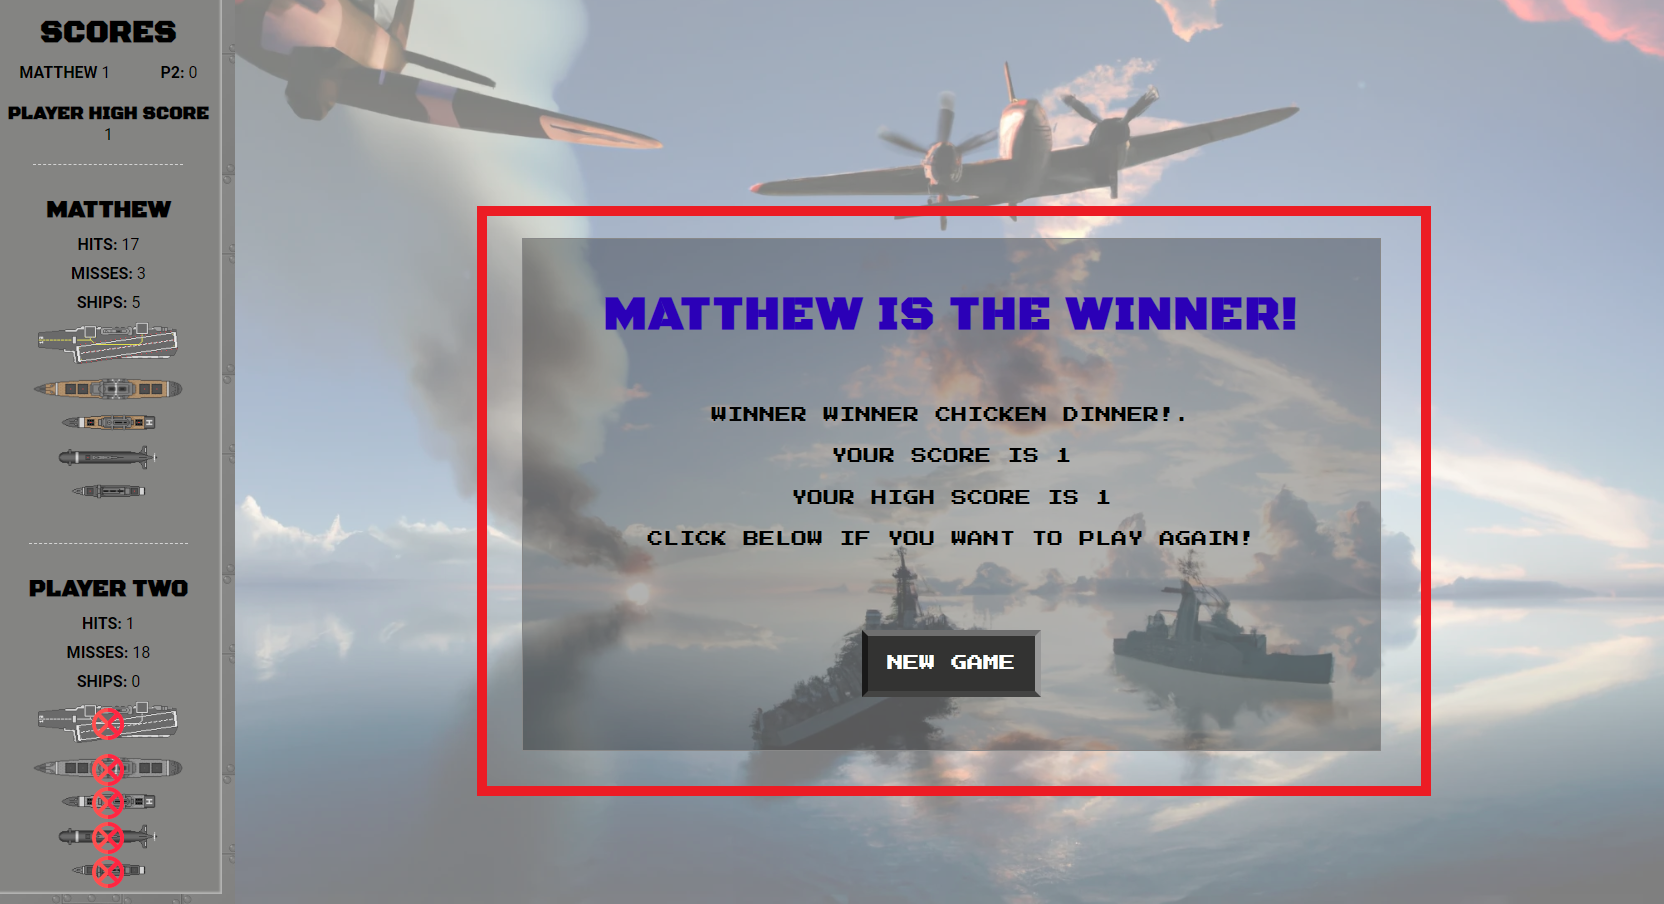 SCORES
MATTHEW 1 P2: 0
PLAYER HIGH SCORE
1
MATTHEW
HITS: 17
MISSES: 3
SHIPS: 5
PLAYER TWO
HITS: 1
MISSES: 18
SHIPS: 0
MATTHEW IS THE WINNER!
WINNER WINNER CHICKEN DINNER!.
YOUR SCORE IS 1
YOUR HIGH SCORE IS 1
CLICK BELOW IF YOU WANT TO PLAY AGAIN!
NEW GAME